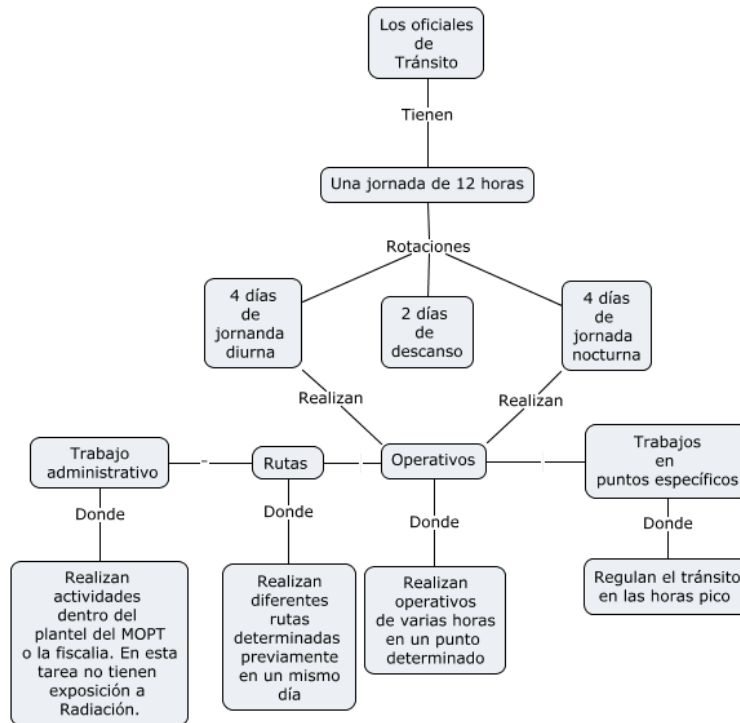 Los oficiales
de
Tránsito
Tienen
Una jornada de 12 horas
Rotaciones
4 días
de
jornanda
diurna
2 días
de
descanso
4 días
de
jornada
nocturna
Realizan
Realizan
Trabajo
administrativo
Rutas
Operativos
Trabajos
en
puntos específicos
Donde
Donde
Donde
Donde
Realizan
actividades
dentro del
plantel del MOPT
o la fiscalia. En esta
tarea no tienen
exposición a
Radiación.
Realizan
diferentes
rutas
determinadas
previamente
en un mismo
día
Realizan
operativos
de varias horas
en un punto
determinado
Regulan el tránsito
en las horas pico